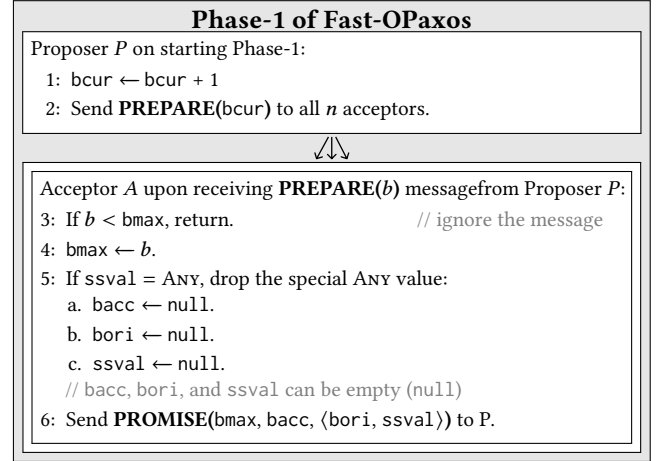 Phase-1 of Fast-OPaxos
Proposer P on starting Phase-1:
1: bcur ← bcur + 1
2: Send PREPARE(bcur) to all n acceptors.
Acceptor A upon receiving PREPARE(b) messagefrom Proposer P:
3: If b < bmax, return. // ignore the message
4: bmax ← b.
5: If ssval = ANY, drop the special ANY value:
a. bacc ← null.
b. bori ← null.
c. ssval ← null.
// bacc, bori, and ssval can be empty (null)
6: Send PROMISE(bmax, bacc, ⟨bori, ssval⟩) to P.